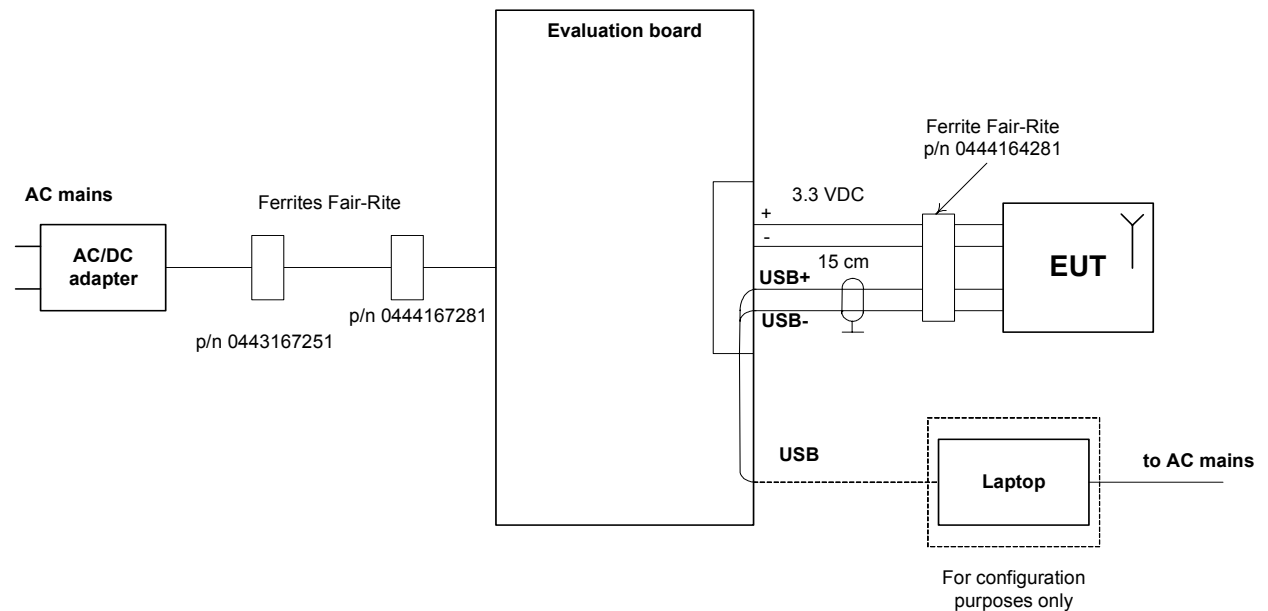 Evaluation board
Ferrite Fair-Rite
p/n 0444164281
AC mains
Ferrites Fair-Rite
3.3 VDC
+
-
AC/DC
adapter
EUT
15 cm
USB+
USB-
p/n 0444167281
p/n 0443167251
USB
to AC mains
Laptop
For configuration
purposes only